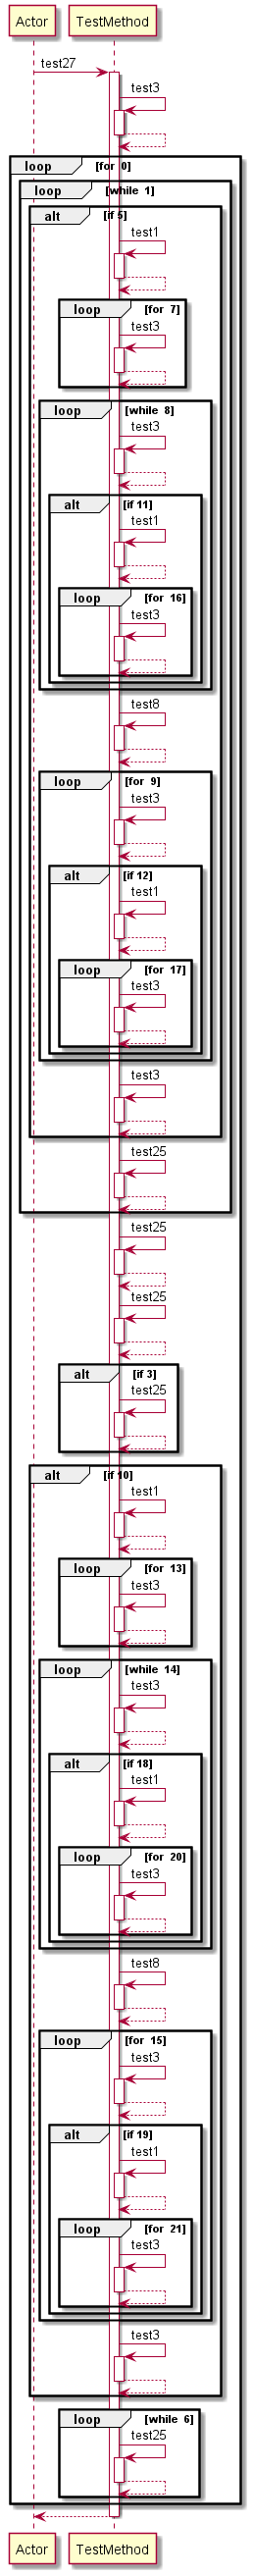 Actor TestMethod
test27
test3
loop [for 0]
loop [while 1]
alt [if 5]
test1
loop [for 7]
test3
loop [while 8]
test3
alt [if 11]
test1
loop [for 16]
test3
test8
loop [for 9]
test3
alt [if 12]
test1
loop [for 17]
test3
test3
test25
test25
test25
alt [if 3]
test25
alt [if 10]
test1
loop [for 13]
test3
loop [while 14]
test3
alt [if 18]
test1
loop [for 20]
test3
test8
loop [for 15]
test3
alt [if 19]
test1
loop [for 21]
test3
test3
loop [while 6]
test25
Actor TestMethod